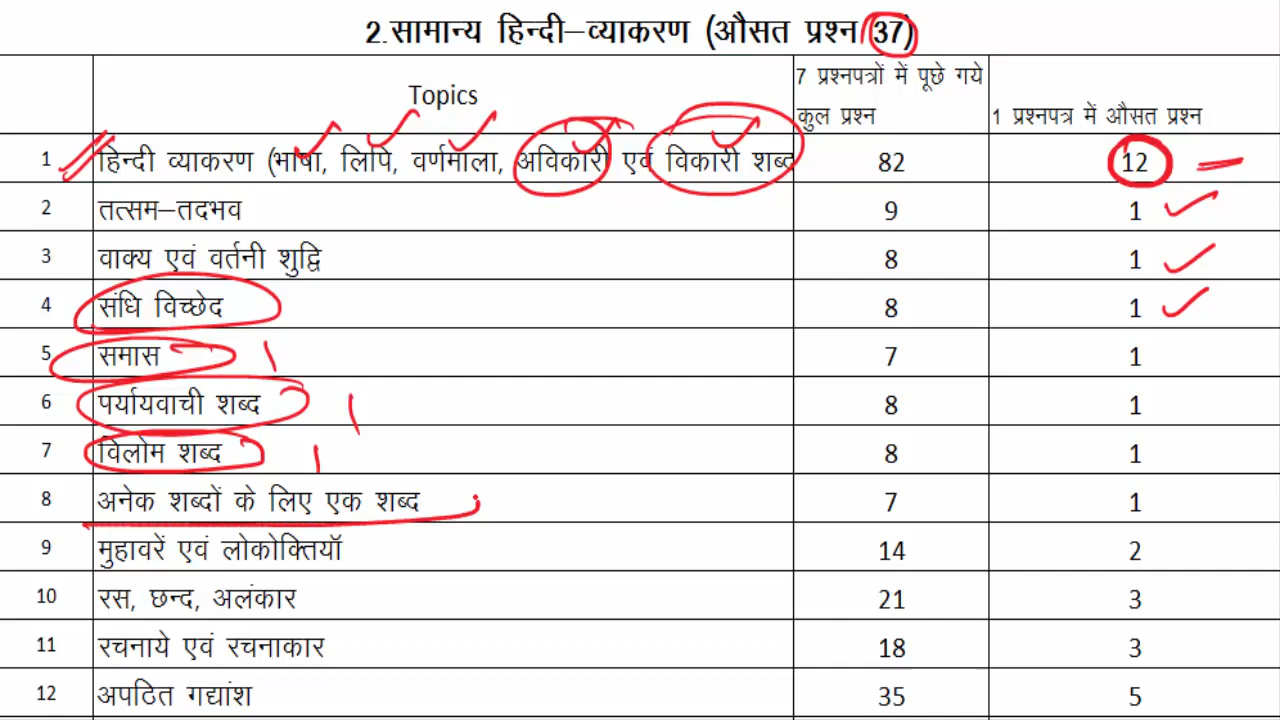 2.सामान्य हिन्दी–व्याकरण (औसत प्रश्न 37)
Topics 7 प्रश्नपत्रों में पूछे गये कुल प्रश्न 1 प्रश्नपत्र में औसत प्रश्न
1 हिन्दी व्याकरण (भाषा, लिपि, वर्णमाला, अविकारी एवं विकारी शब्द 82 12
2 तत्सम–तदभव 9 1
3 वाक्य एवं वर्तनी शुद्वि 8 1
4 संधि विच्छेद 8 1
5 समास 7 1
6 पर्यायवाची शब्द 8 1
7 विलोम शब्द 8 1
8 अनेक शब्दों के लिए एक शब्द 7 1
9 मुहावरें एवं लोकोक्तियॉ 14 2
10 रस, छन्द, अलंकार 21 3
11 रचनाये एवं रचनाकार 18 3
12 अपठित गद्यांश 35 5